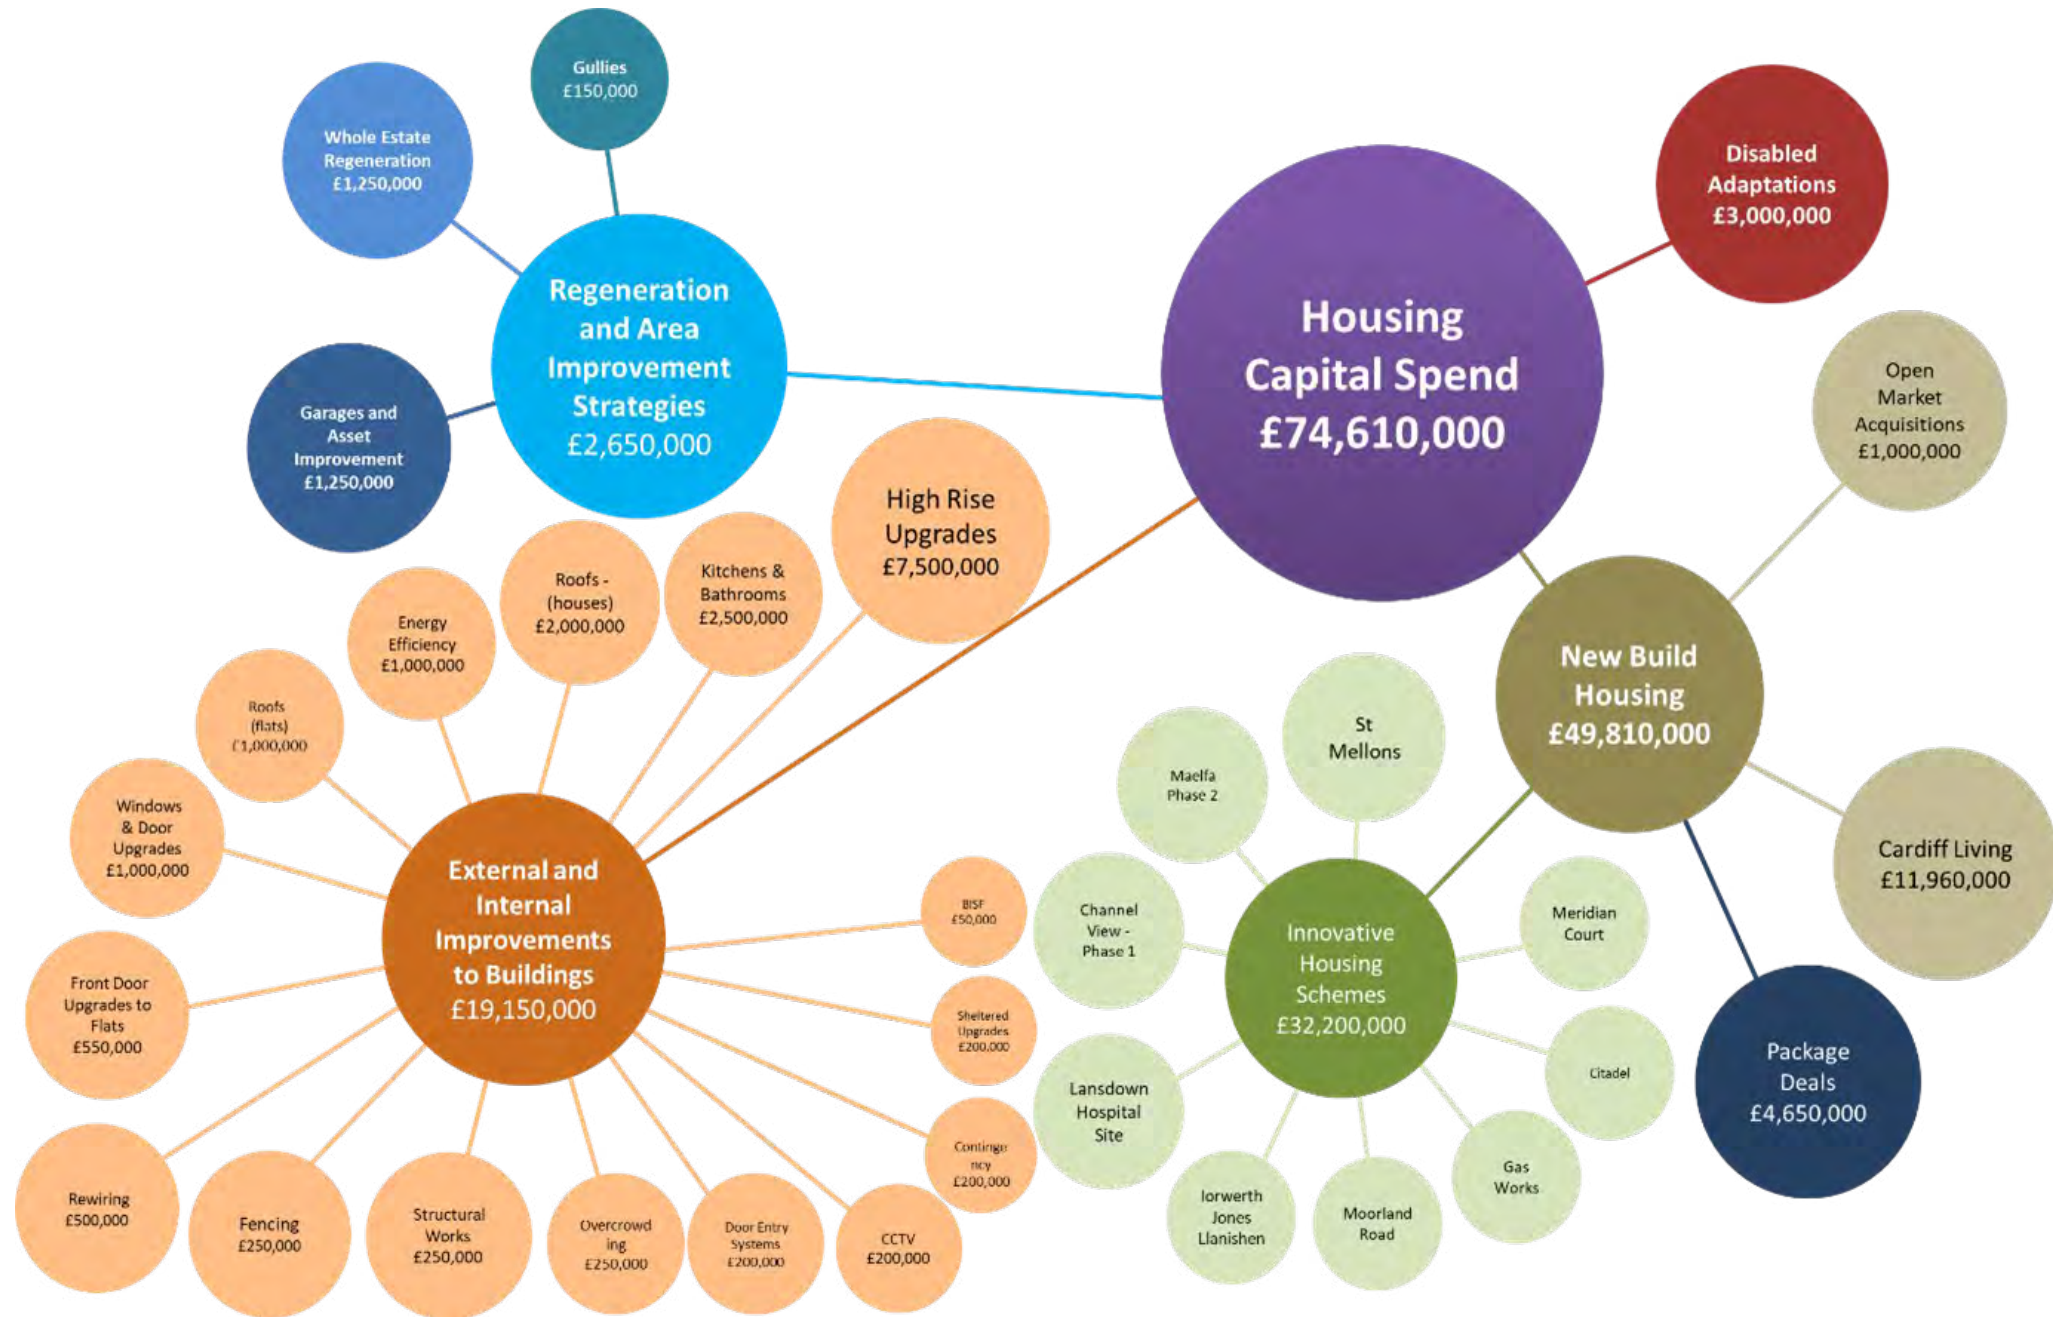 Gullies
£150,000
Whole Estate
Regeneration
£1,250,000
Regeneration
and Area
Improvement
Strategies
£2,650,000
Garages and
Asset
Improvement
£1,250,000
Housing
Capital Spend
£74,610,000
Disabled
Adaptations
£3,000,000
Open
Market
Acquisitions
£1,000,000
New Build
Housing
£49,810,000
Cardiff Living
£11,960,000
Package
Deals
£4,650,000
High Rise
Upgrades
£7,500,000
Kitchens &
Bathrooms
£2,500,000
Roofs -
(houses)
£2,000,000
Energy
Efficiency
£1,000,000
Roofs
(flats)
£1,000,000
Windows
& Door
Upgrades
£1,000,000
Front Door
Upgrades to
Flats
£550,000
Rewiring
£500,000
Fencing
£250,000
Structural
Works
£250,000
Overcrowd
ing
£250,000
Door Entry
Systems
£200,000
CCTV
£200,000
Continge
ncy
£200,000
Sheltered
Upgrades
£200,000
BISF
£50,000
External and
Internal
Improvements
to Buildings
£19,150,000
Innovative
Housing
Schemes
£32,200,000
St
Mellons
Maelfa
Phase 2
Channel
View -
Phase 1
Lansdown
Hospital
Site
Iorwerth
Jones
Llanishen
Moorland
Road
Gas
Works
Citadel
Meridian
Court